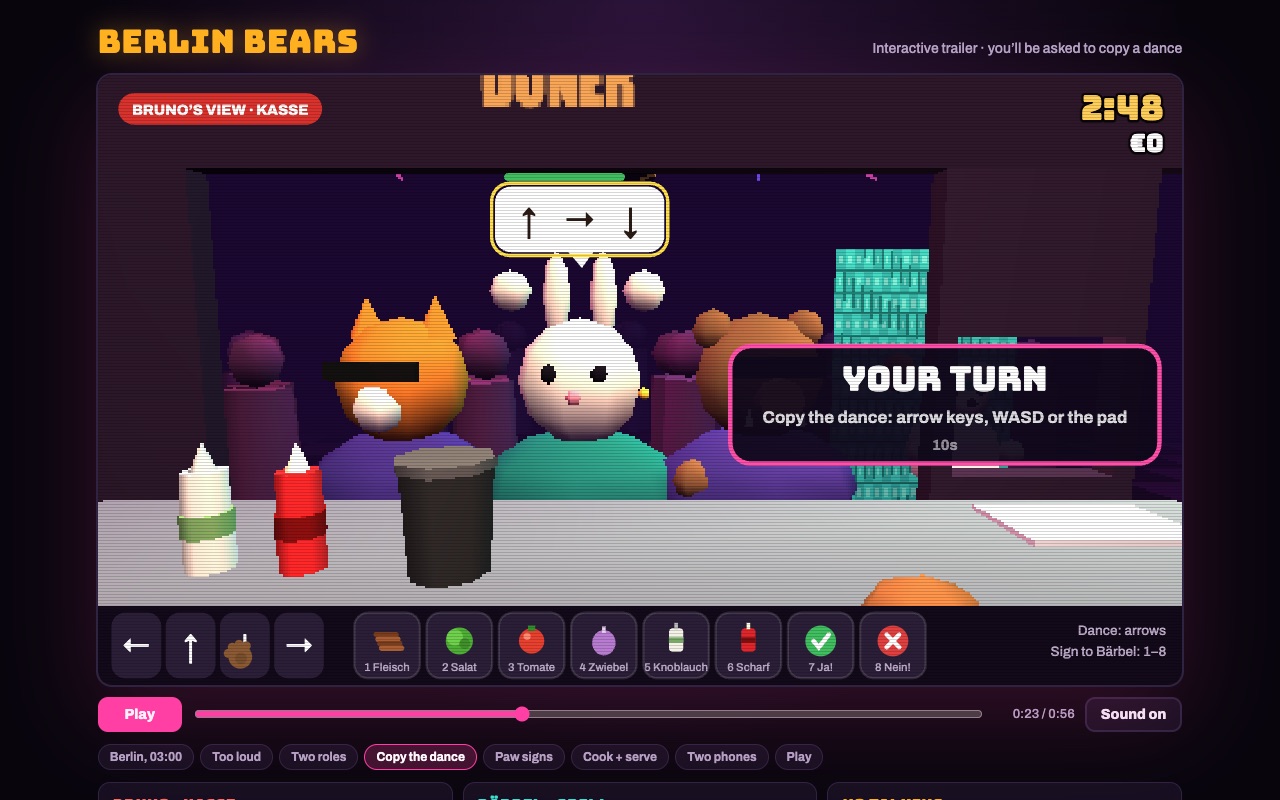 BERLIN BEARS
Interactive trailer · you'll be asked to copy a dance
BRUNO'S VIEW · KASSE
DÖNER
2:48
€0
↑ → ↓
YOUR TURN
Copy the dance: arrow keys, WASD or the pad
10s
← ↑ →
1 Fleisch
2 Salat
3 Tomate
4 Zwiebel
5 Knoblauch
6 Scharf
7 Ja!
8 Nein!
Dance: arrows
Sign to Bärbel: 1–8
Play
0:23 / 0:56
Sound on
Berlin, 03:00
Too loud
Two roles
Copy the dance
Paw signs
Cook + serve
Two phones
Play